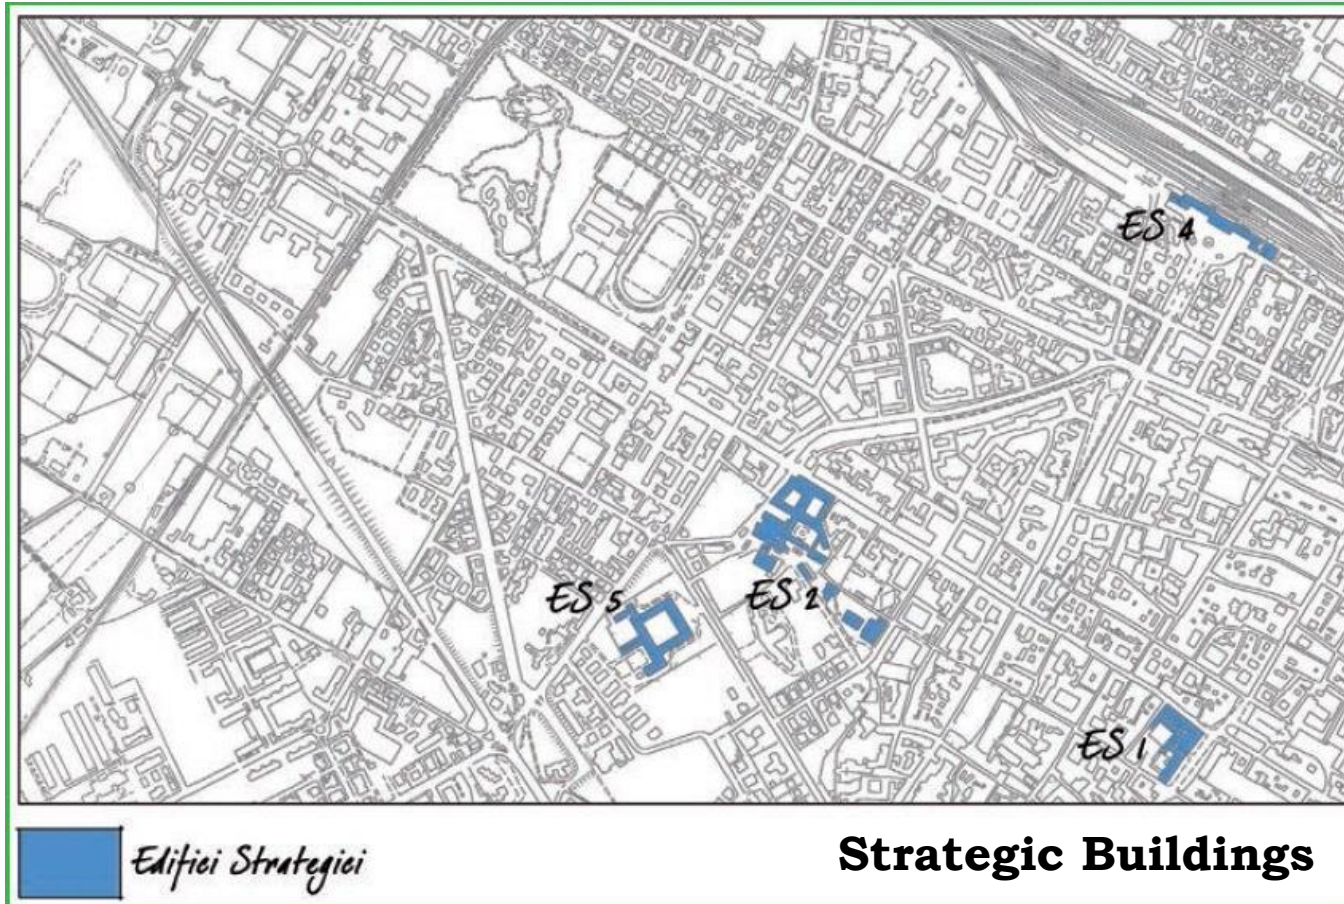 ES 4
ES 5
ES 2
ES 1
Edifici Strategici
Strategic Buildings